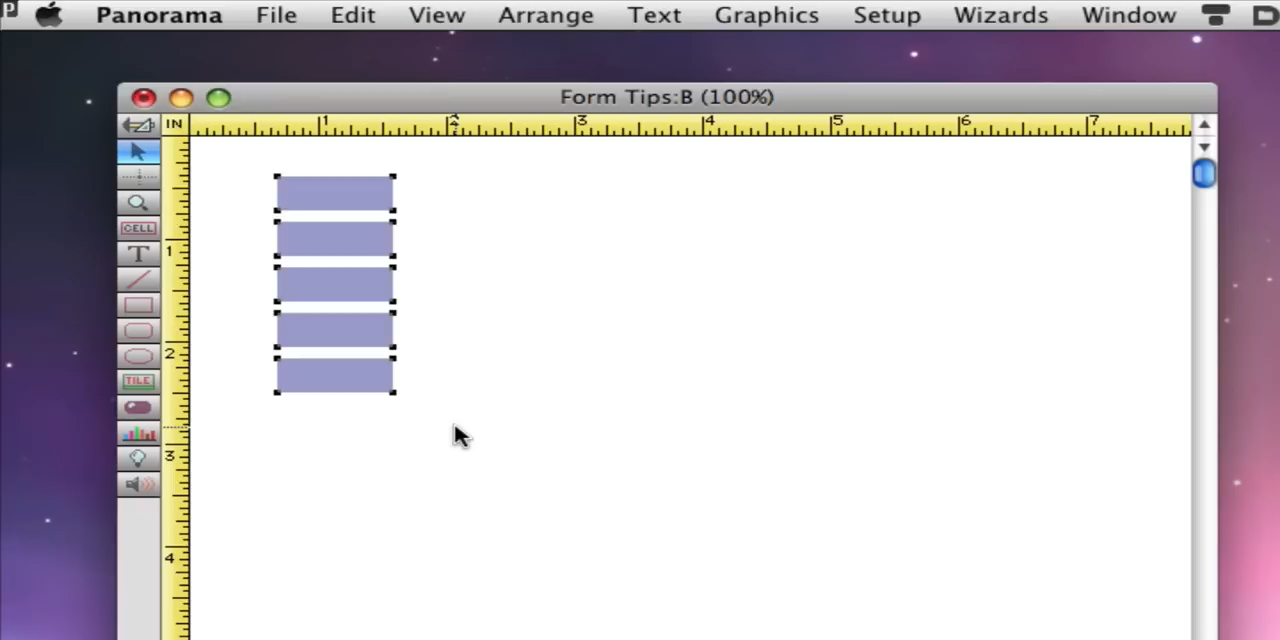 Panorama File Edit View Arrange Text Graphics Setup Wizards Window
Form Tips:B (100%)
IN 1 2 3 4 5 6 7
CELL
T
TILE
1
2
3
4